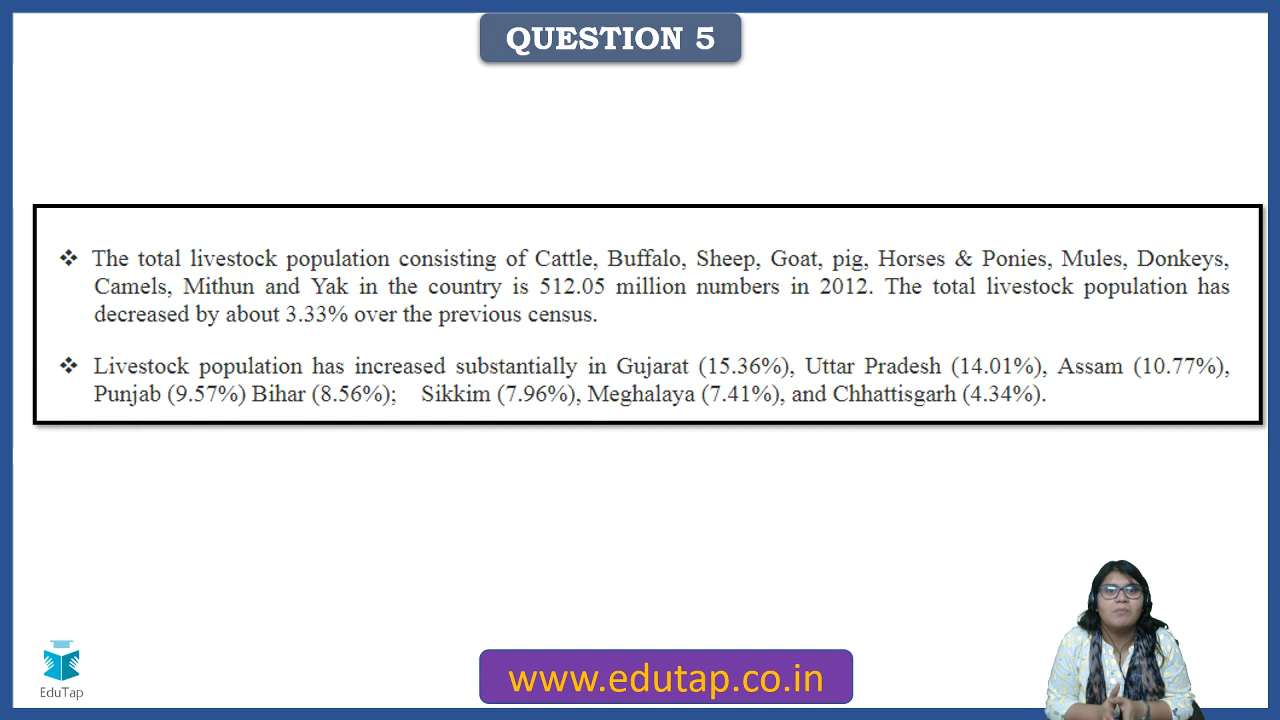 QUESTION 5
❖ The total livestock population consisting of Cattle, Buffalo, Sheep, Goat, pig, Horses & Ponies, Mules, Donkeys,
Camels, Mithun and Yak in the country is 512.05 million numbers in 2012. The total livestock population has
decreased by about 3.33% over the previous census.
❖ Livestock population has increased substantially in Gujarat (15.36%), Uttar Pradesh (14.01%), Assam (10.77%),
Punjab (9.57%) Bihar (8.56%); Sikkim (7.96%), Meghalaya (7.41%), and Chhattisgarh (4.34%).
EduTap
www.edutap.co.in